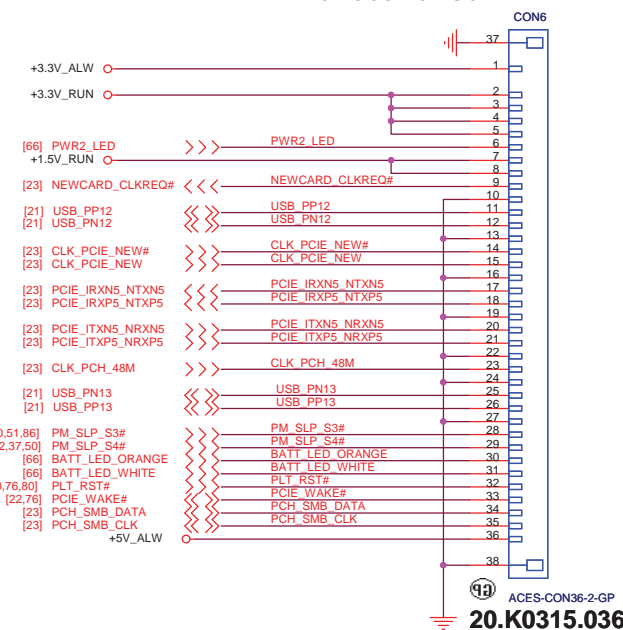 CON6
37
+3.3V_ALW 1
+3.3V_RUN 2
3
4
5
[66] PWR2_LED PWR2_LED 6
+1.5V_RUN 7
8
[23] NEWCARD_CLKREQ# NEWCARD_CLKREQ# 9
10
[21] USB_PP12 USB_PP12 11
[21] USB_PN12 USB_PN12 12
13
[23] CLK_PCIE_NEW# CLK_PCIE_NEW# 14
[23] CLK_PCIE_NEW CLK_PCIE_NEW 15
16
[23] PCIE_IRXN5_NTXN5 PCIE_IRXN5_NTXN5 17
[23] PCIE_IRXP5_NTXP5 PCIE_IRXP5_NTXP5 18
19
[23] PCIE_ITXN5_NRXN5 PCIE_ITXN5_NRXN5 20
[23] PCIE_ITXP5_NRXP5 PCIE_ITXP5_NRXP5 21
22
[23] CLK_PCH_48M CLK_PCH_48M 23
24
[21] USB_PN13 USB_PN13 25
[21] USB_PP13 USB_PP13 26
27
,51,86] PM_SLP_S3# PM_SLP_S3# 28
,37,50] PM_SLP_S4# PM_SLP_S4# 29
[66] BATT_LED_ORANGE BATT_LED_ORANGE 30
[66] BATT_LED_WHITE BATT_LED_WHITE 31
,76,80] PLT_RST# PLT_RST# 32
[22,76] PCIE_WAKE# PCIE_WAKE# 33
[23] PCH_SMB_DATA PCH_SMB_DATA 34
[23] PCH_SMB_CLK PCH_SMB_CLK 35
+5V_ALW 36
38
ACES-CON36-2-GP
20.K0315.036